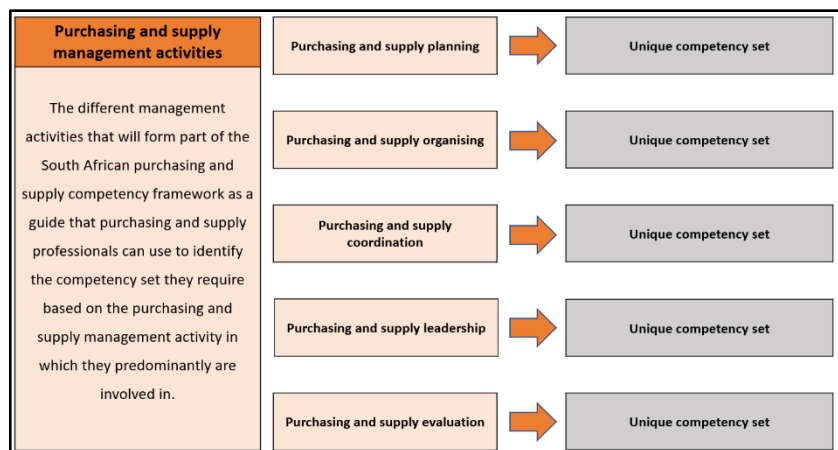 Purchasing and supply
management activities
The different management
activities that will form part of the
South African purchasing and
supply competency framework as a
guide that purchasing and supply
professionals can use to identify
the competency set they require
based on the purchasing and
supply management activity in
which they predominantly are
involved in.
Purchasing and supply planning
Unique competency set
Purchasing and supply organising
Unique competency set
Purchasing and supply
coordination
Unique competency set
Purchasing and supply leadership
Unique competency set
Purchasing and supply evaluation
Unique competency set